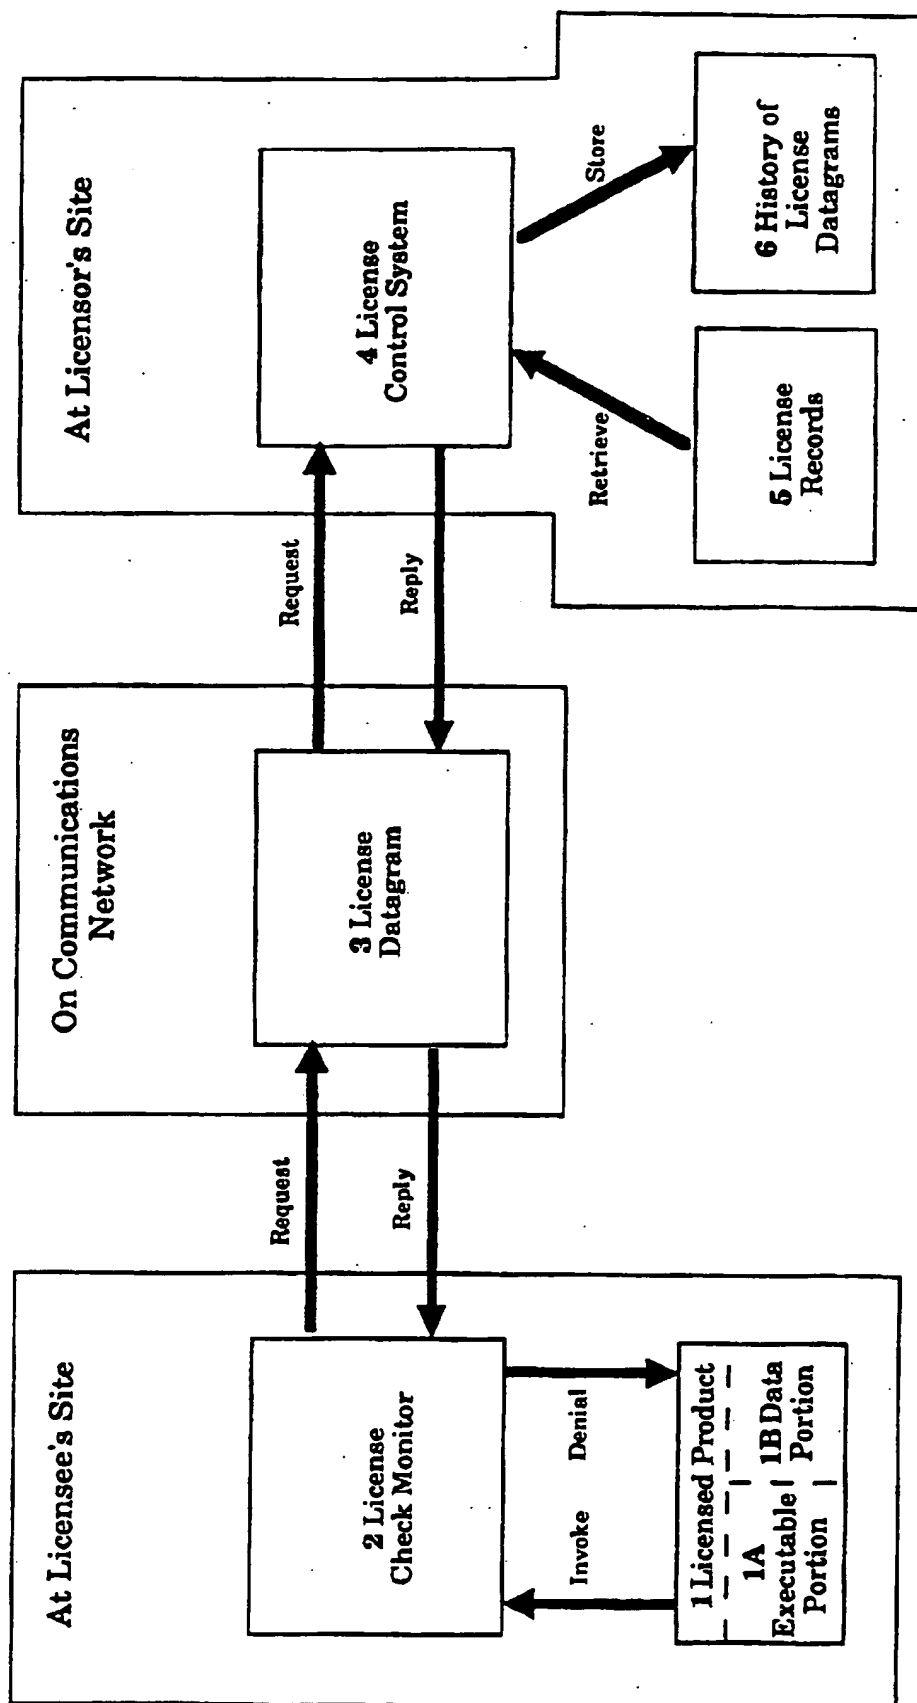 At Licensee's Site
2 License
Check Monitor
Invoke
Denial
1 Licensed Product
1A
Executable
Portion
1B Data
Portion
Request
Reply
On Communications
Network
3 License
Datagram
Request
Reply
At Licensor's Site
4 License
Control System
Retrieve
Store
5 License
Records
6 History of
License
Datagrams